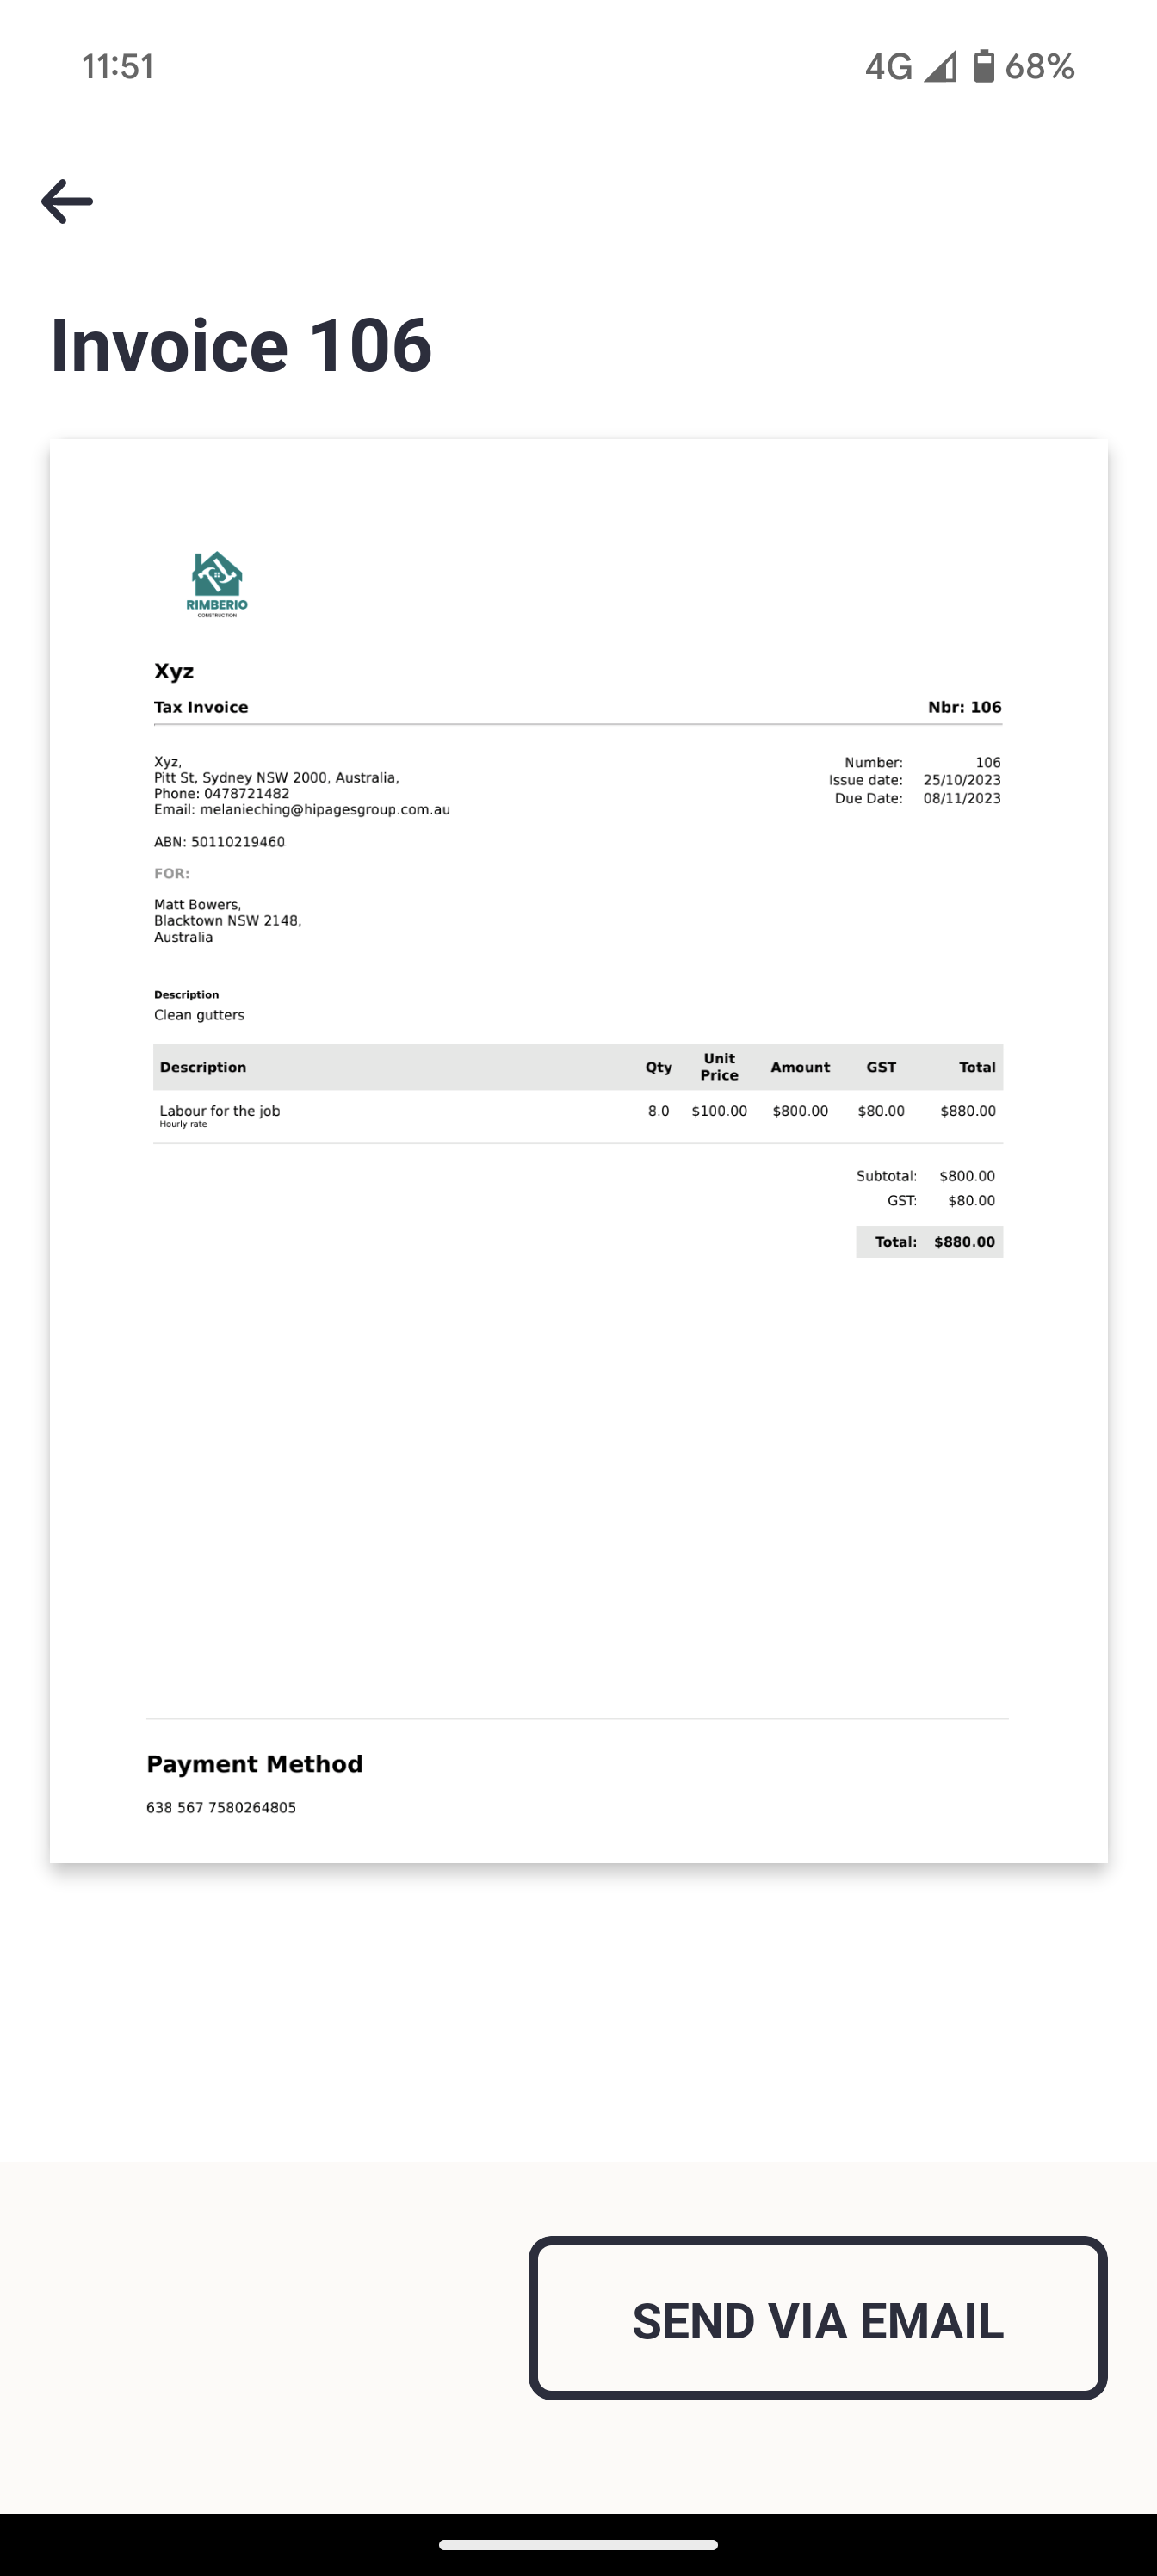 11:51 4G 68%
Invoice 106
RIMBERIO
CONSTRUCTION
Xyz
Tax Invoice Nbr: 106
Xyz,
Pitt St, Sydney NSW 2000, Australia,
Phone: 0478721482
Email: melanieching@hipagesgroup.com.au
ABN: 50110219460
Number: 106
Issue date: 25/10/2023
Due Date: 08/11/2023
FOR:
Matt Bowers,
Blacktown NSW 2148,
Australia
Description
Clean gutters
Description Qty Unit Price Amount GST Total
Labour for the job 8.0 $100.00 $800.00 $80.00 $880.00
Hourly rate
Subtotal: $800.00
GST: $80.00
Total: $880.00
Payment Method
638 567 7580264805
SEND VIA EMAIL